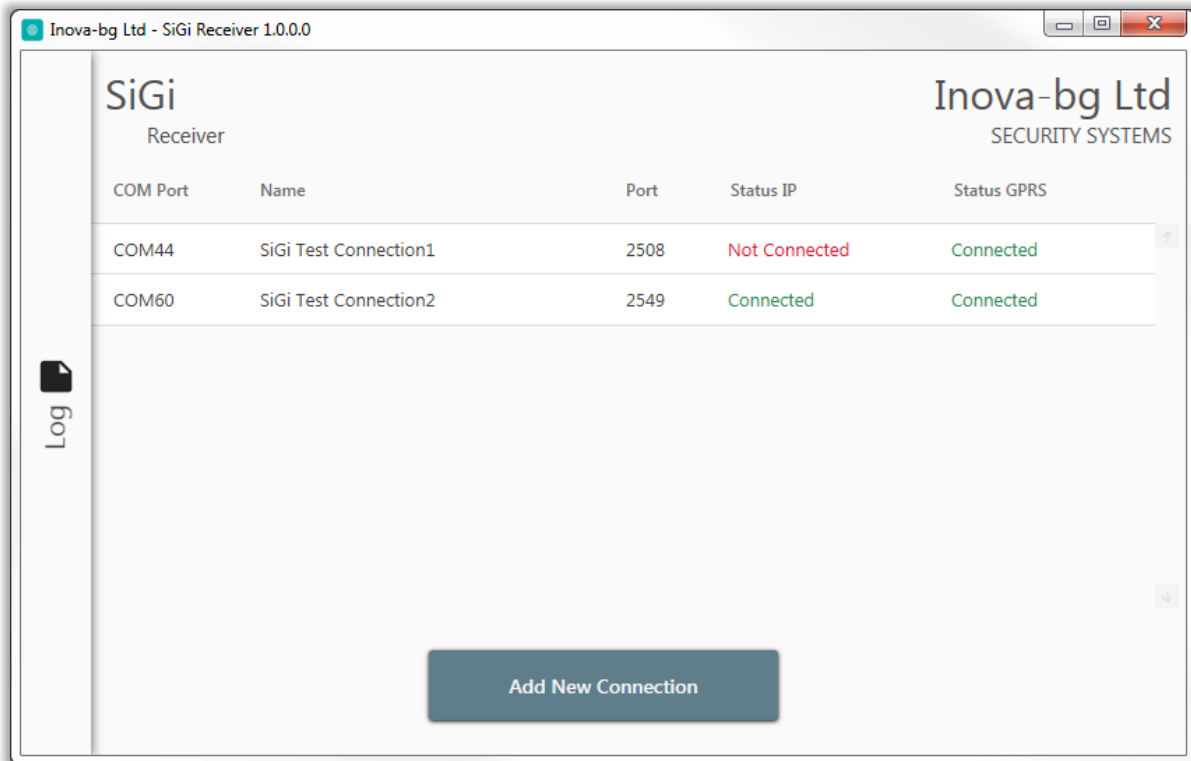 Inova-bg Ltd - SiGi Receiver 1.0.0.0
SiGi
Receiver
Inova-bg Ltd
SECURITY SYSTEMS
COM Port Name Port Status IP Status GPRS
COM44 SiGi Test Connection1 2508 Not Connected Connected
COM60 SiGi Test Connection2 2549 Connected Connected
Log
Add New Connection